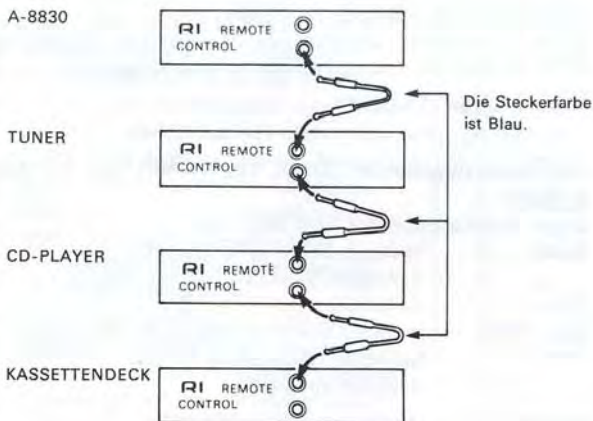 A-8830
RI REMOTE
CONTROL
Die Steckerfarbe
ist Blau.
TUNER
RI REMOTE
CONTROL
CD-PLAYER
RI REMOTE
CONTROL
KASSETTENDECK
RI REMOTE
CONTROL